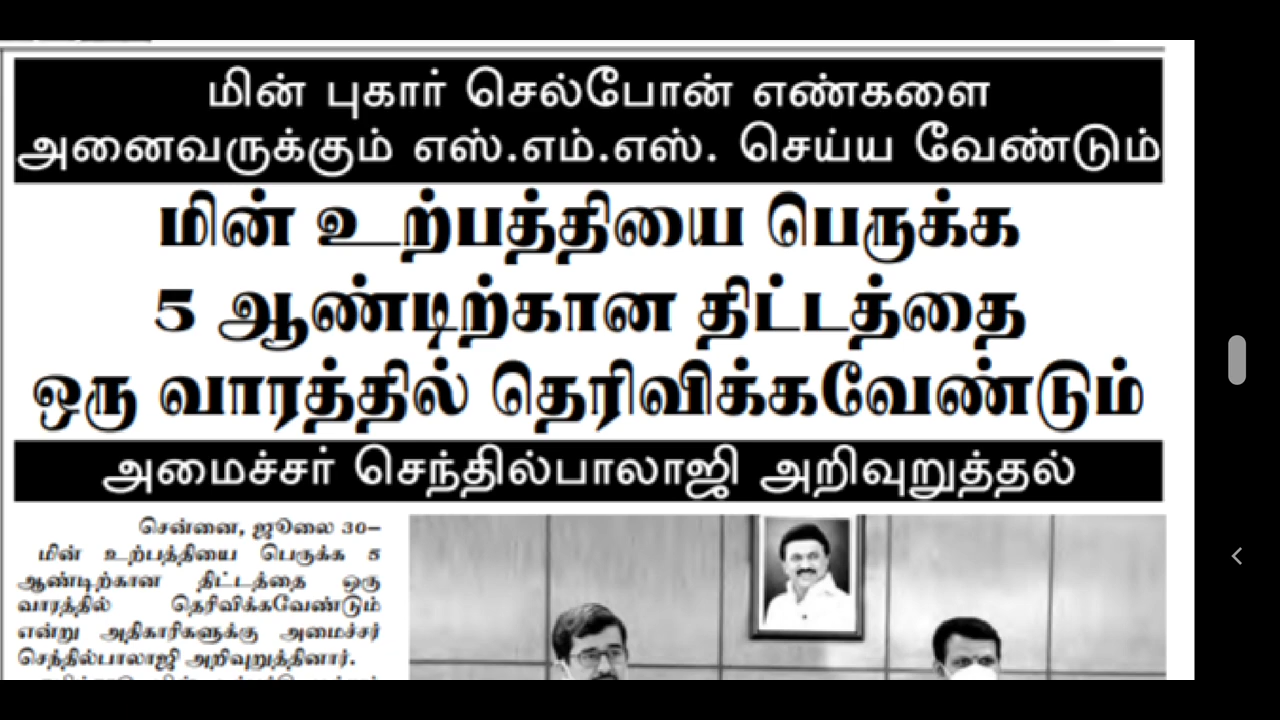 மின் புகார் செல்போன் எண்களை
அனைவருக்கும் எஸ்.எம்.எஸ். செய்ய வேண்டும்
மின் உற்பத்தியை பெருக்க
5 ஆண்டிற்கான திட்டத்தை
ஒரு வாரத்தில் தெரிவிக்கவேண்டும்
அமைச்சர் செந்தில்பாலாஜி அறிவுறுத்தல்
சென்னை, ஜூலை 30–
மின் உற்பத்தியை பெருக்க 5
ஆண்டிற்கான திட்டத்தை ஒரு
வாரத்தில் தெரிவிக்கவேண்டும்
என்று அதிகாரிகளுக்கு அமைச்சர்
செந்தில்பாலாஜி அறிவுறுத்தினார்.